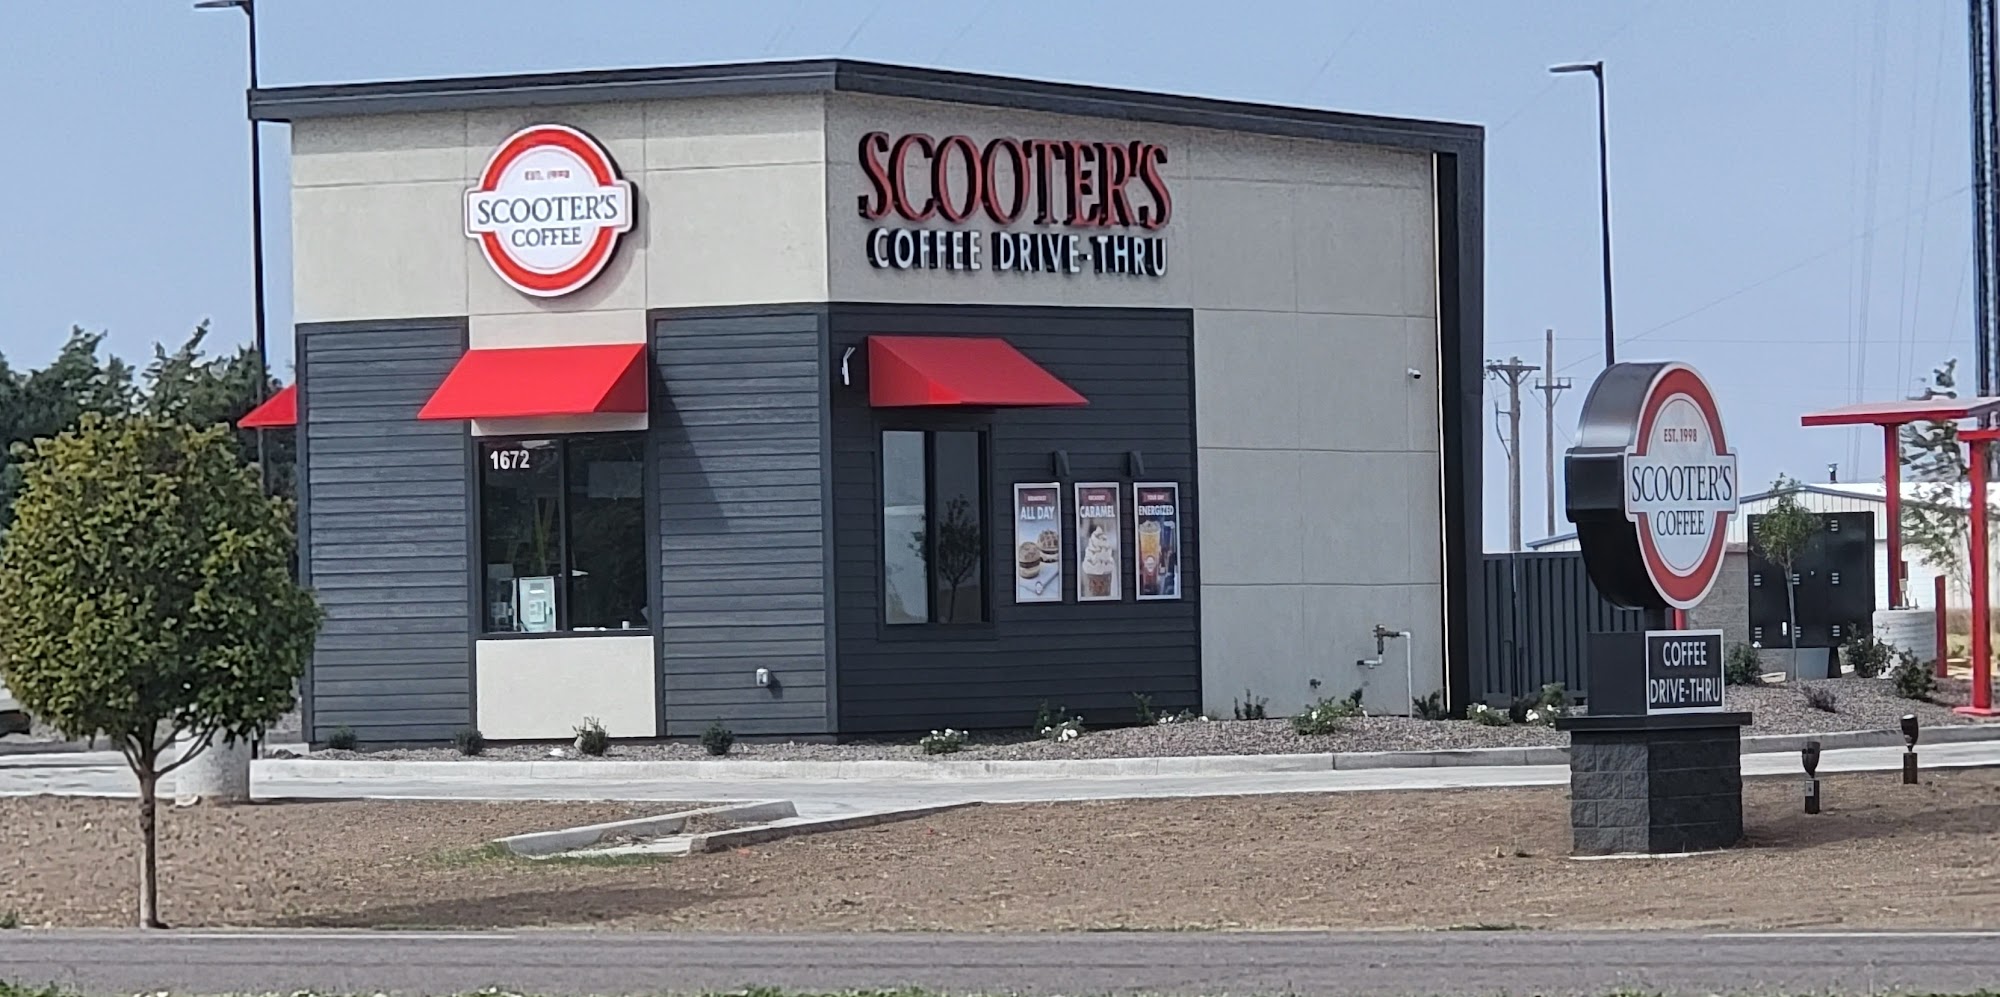 EST. 1998
SCOOTER'S
COFFEE
SCOOTER'S
COFFEE DRIVE-THRU
1672
ALL DAY
CARAMEL
ENERGIZED
EST. 1998
SCOOTER'S
COFFEE
COFFEE
DRIVE-THRU